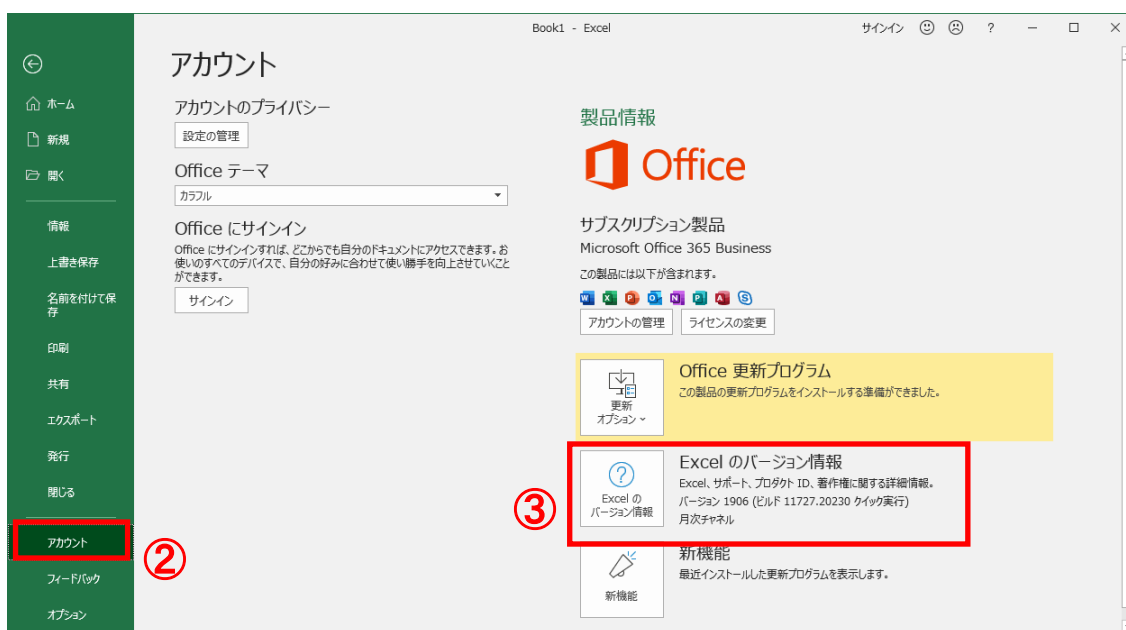 Book1 - Excel
サインイン
?
アカウント
ホーム
新規
開く
情報
上書き保存
名前を付けて保
存
印刷
共有
エクスポート
発行
閉じる
アカウント
フィードバック
オプション
②
アカウントのプライバシー
設定の管理
Office テーマ
カラフル
Office にサインイン
Office にサインインすれば、どこからでも自分のドキュメントにアクセスできます。お
使いのすべてのデバイスで、自分の好みに合わせて使い勝手を向上させていくこと
ができます。
サインイン
製品情報
Office
サブスクリプション製品
Microsoft Office 365 Business
この製品には以下が含まれます。
アカウントの管理
ライセンスの変更
更新
オプション
Office 更新プログラム
この製品の更新プログラムをインストールする準備ができました。
③
Excel の
バージョン情報
Excel のバージョン情報
Excel、サポート、プロダクト ID、著作権に関する詳細情報。
バージョン 1906 (ビルド 11727.20230 クイック実行)
月次チャネル
新機能
新機能
最近インストールした更新プログラムを表示します。